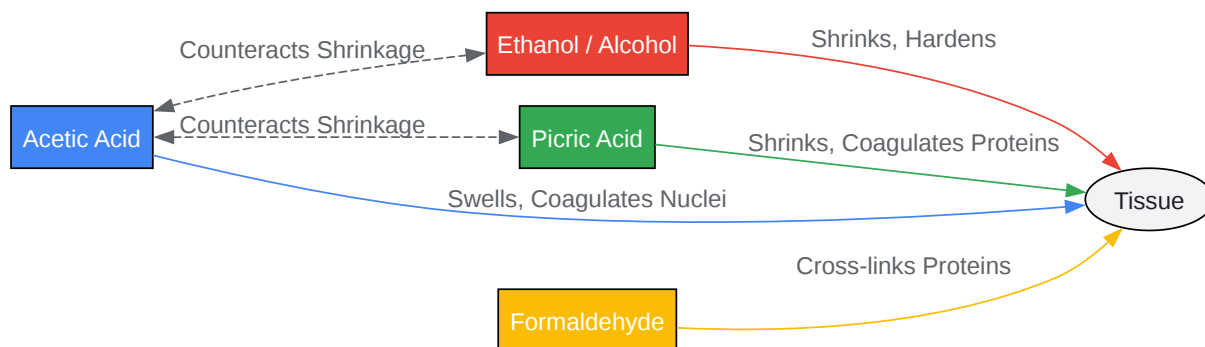 Counteracts Shrinkage
Ethanol / Alcohol
Shrinks, Hardens
Acetic Acid
Counteracts Shrinkage
Picric Acid
Shrinks, Coagulates Proteins
Swells, Coagulates Nuclei
Tissue
Cross-links Proteins
Formaldehyde